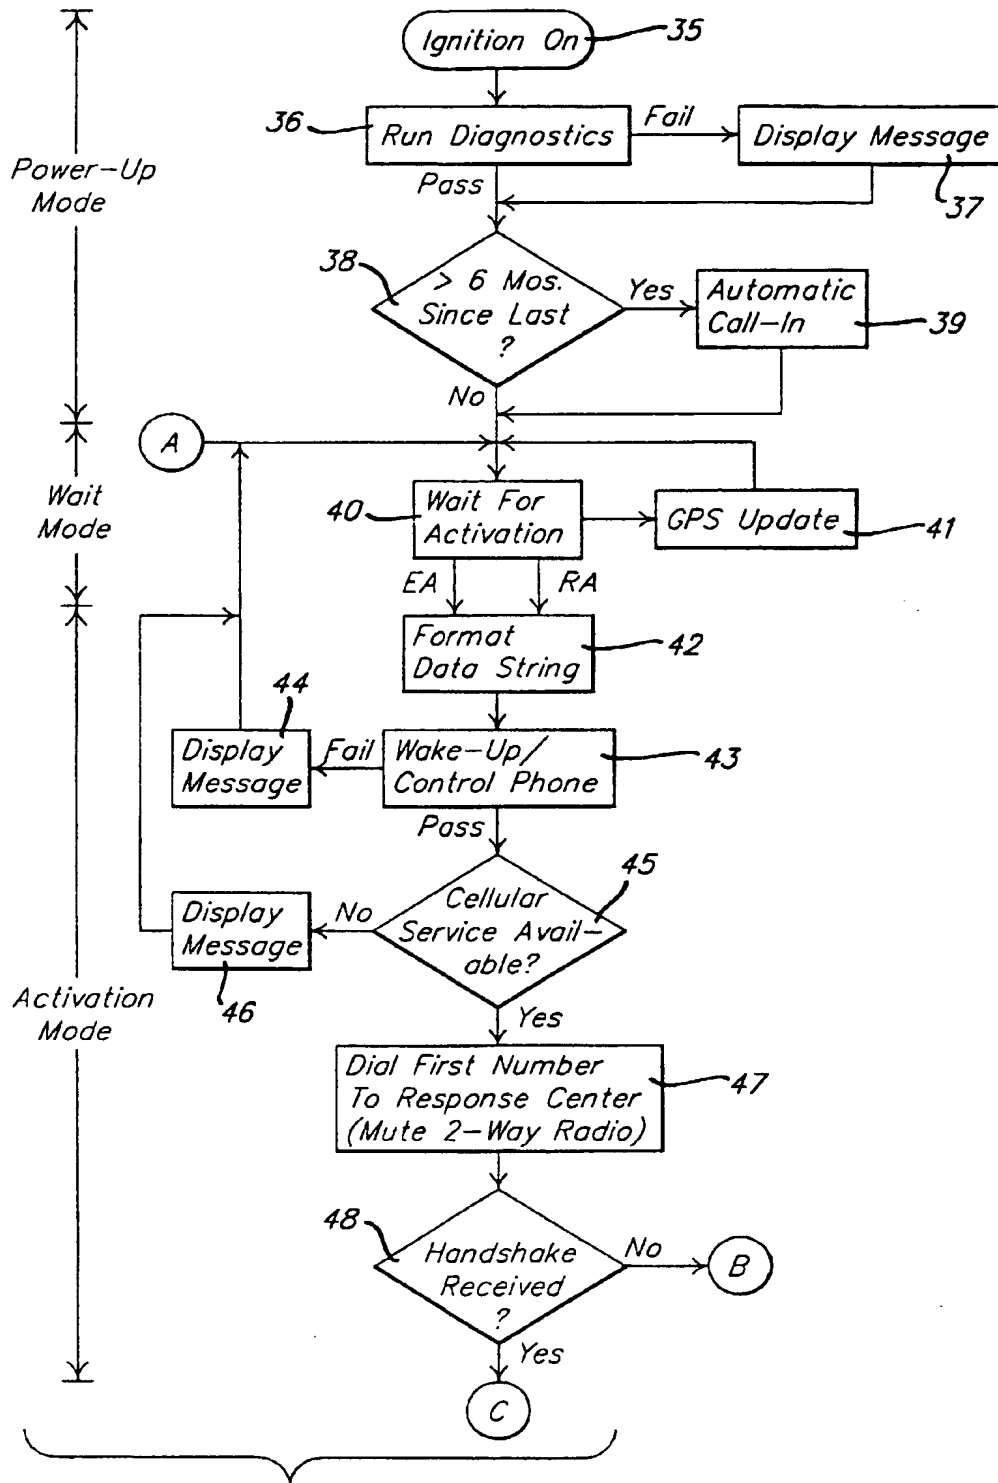 Ignition On
35
36
Run Diagnostics
Fail
Display Message
37
Pass
Power-Up
Mode
38
> 6 Mos.
Since Last
?
Yes
Automatic
Call-In
39
No
A
Wait
Mode
40
Wait For
Activation
GPS Update
41
EA
RA
Format
Data String
42
44
Display
Message
Fail
Wake-Up/
Control Phone
43
Pass
45
Cellular
Service Avail-
able?
No
Display
Message
46
Activation
Mode
Yes
Dial First Number
To Response Center
(Mute 2-Way Radio)
47
48
Handshake
Received
?
No
B
Yes
C